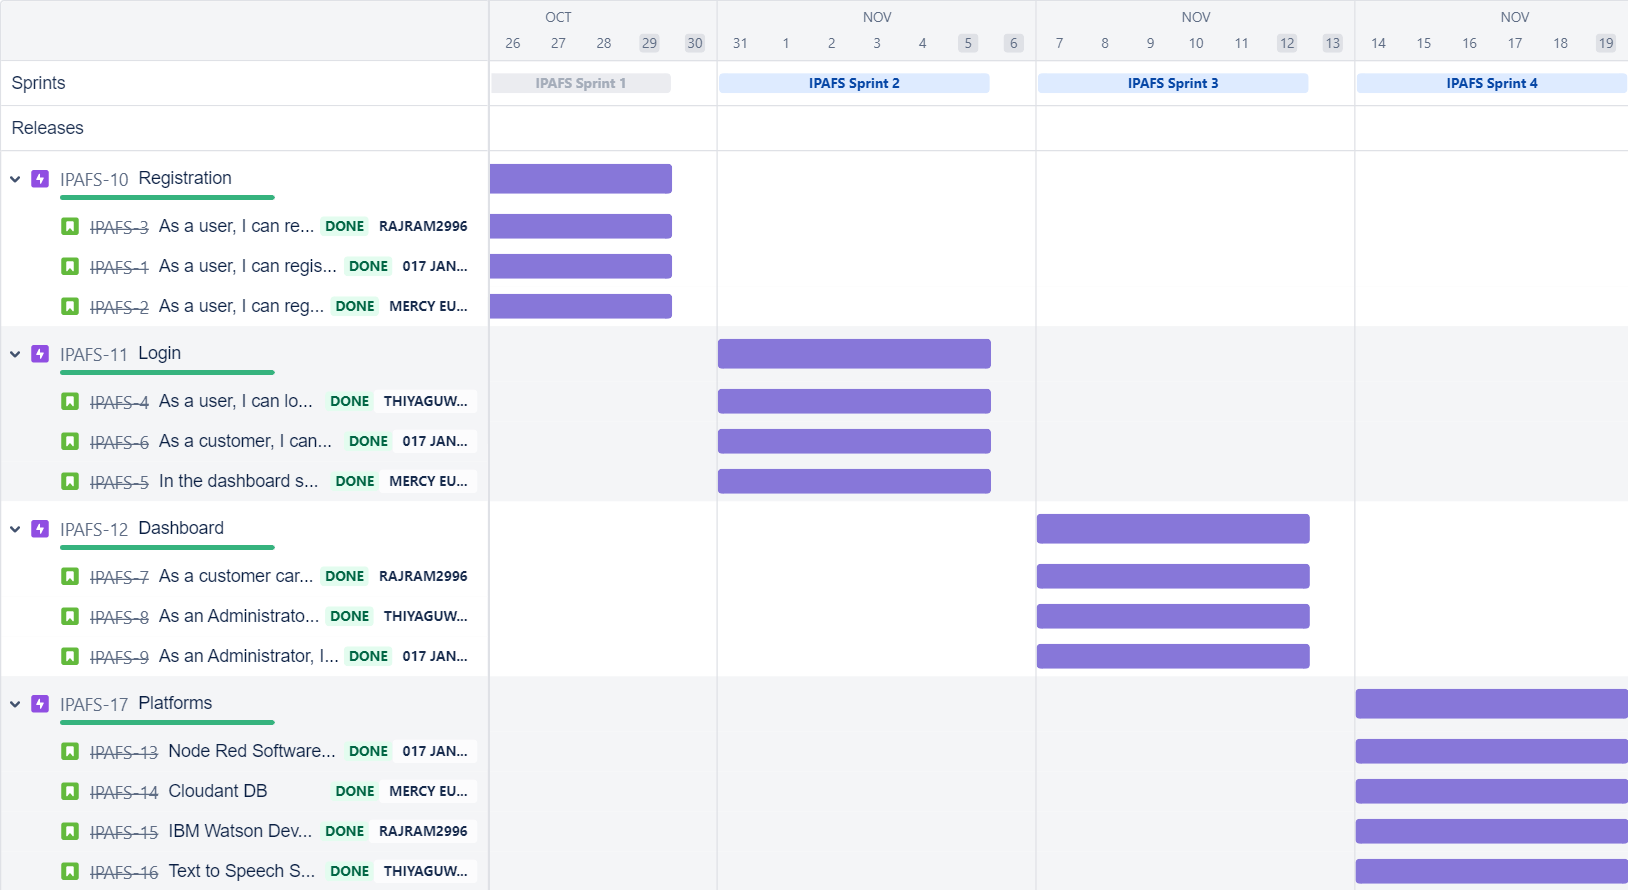 OCT NOV NOV NOV
26 27 28 29 30 31 1 2 3 4 5 6 7 8 9 10 11 12 13 14 15 16 17 18 19
Sprints IPAFS Sprint 1 IPAFS Sprint 2 IPAFS Sprint 3 IPAFS Sprint 4
Releases
IPAFS-10 Registration
IPAFS-3 As a user, I can re... DONE RAJRAM2996
IPAFS-1 As a user, I can regis... DONE 017 JAN...
IPAFS-2 As a user, I can reg... DONE MERCY EU...
IPAFS-11 Login
IPAFS-4 As a user, I can lo... DONE THIYAGUW...
IPAFS-6 As a customer, I can... DONE 017 JAN...
IPAFS-5 In the dashboard s... DONE MERCY EU...
IPAFS-12 Dashboard
IPAFS-7 As a customer car... DONE RAJRAM2996
IPAFS-8 As an Administrato... DONE THIYAGUW...
IPAFS-9 As an Administrator, I... DONE 017 JAN...
IPAFS-17 Platforms
IPAFS-13 Node Red Software... DONE 017 JAN...
IPAFS-14 Cloudant DB DONE MERCY EU...
IPAFS-15 IBM Watson Dev... DONE RAJRAM2996
IPAFS-16 Text to Speech S... DONE THIYAGUW...